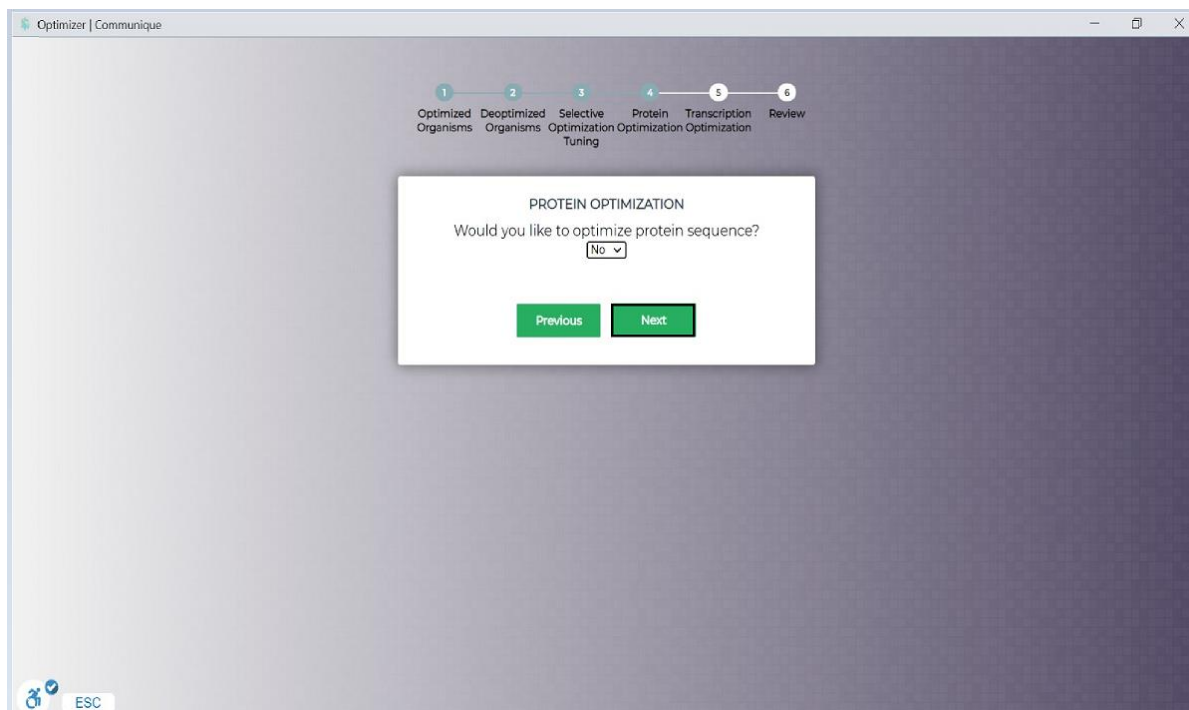 Optimizer | Communique
1 2 3 4 5 6
Optimized Deoptimized Selective Protein Transcription Review
Organisms Organisms Optimization Optimization Optimization
Tuning
PROTEIN OPTIMIZATION
Would you like to optimize protein sequence?
No
Previous Next
ESC